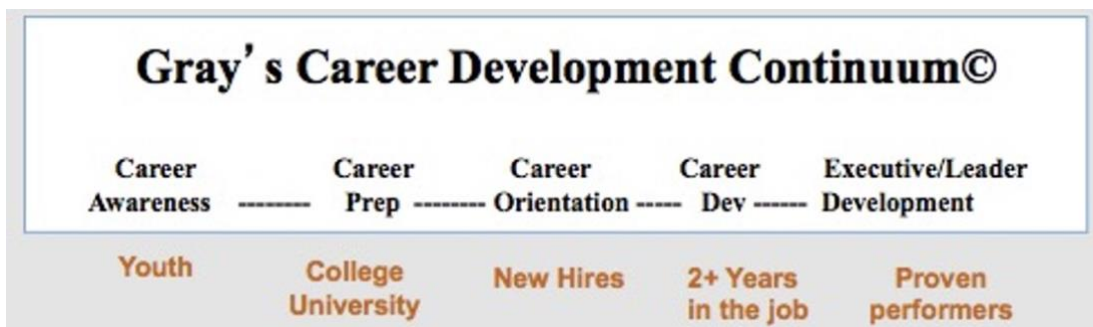 Gray's Career Development Continuum©
Career Career Career Career Executive/Leader
Awareness -------- Prep -------- Orientation ----- Dev ------ Development
Youth College New Hires 2+ Years Proven
University in the job performers